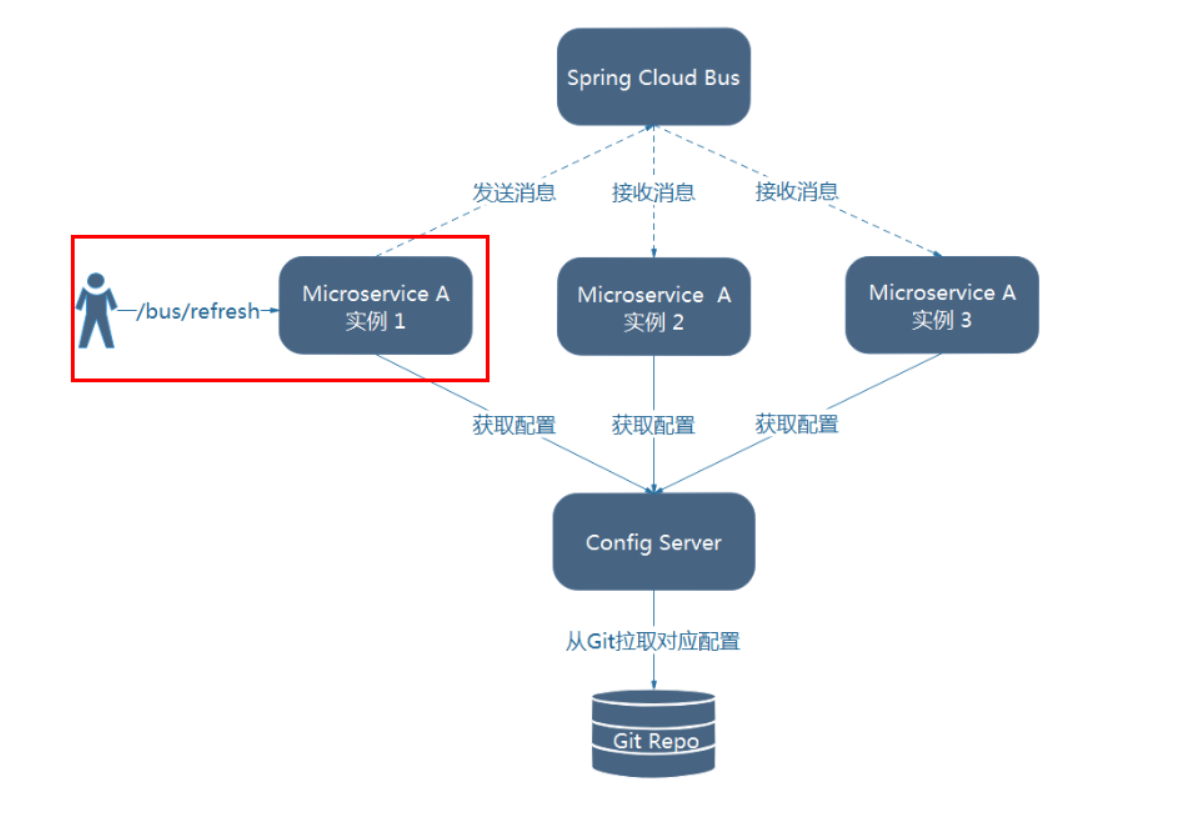 Spring Cloud Bus
发送消息
接收消息
接收消息
/bus/refresh
Microservice A
实例 1
Microservice A
实例 2
Microservice A
实例 3
获取配置
获取配置
获取配置
Config Server
从Git拉取对应配置
Git Repo